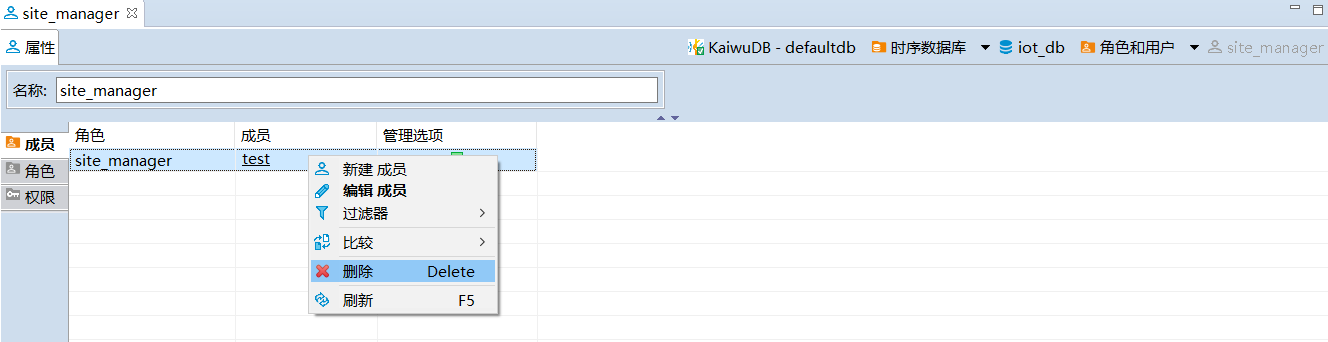 site_manager
属性
KaiwuDB - defaultdb 时序数据库 iot_db 角色和用户 site_manager
名称: site_manager
成员
角色
权限
角色 成员 管理选项
site_manager test
新建 成员
编辑 成员
过滤器
比较
删除 Delete
刷新 F5